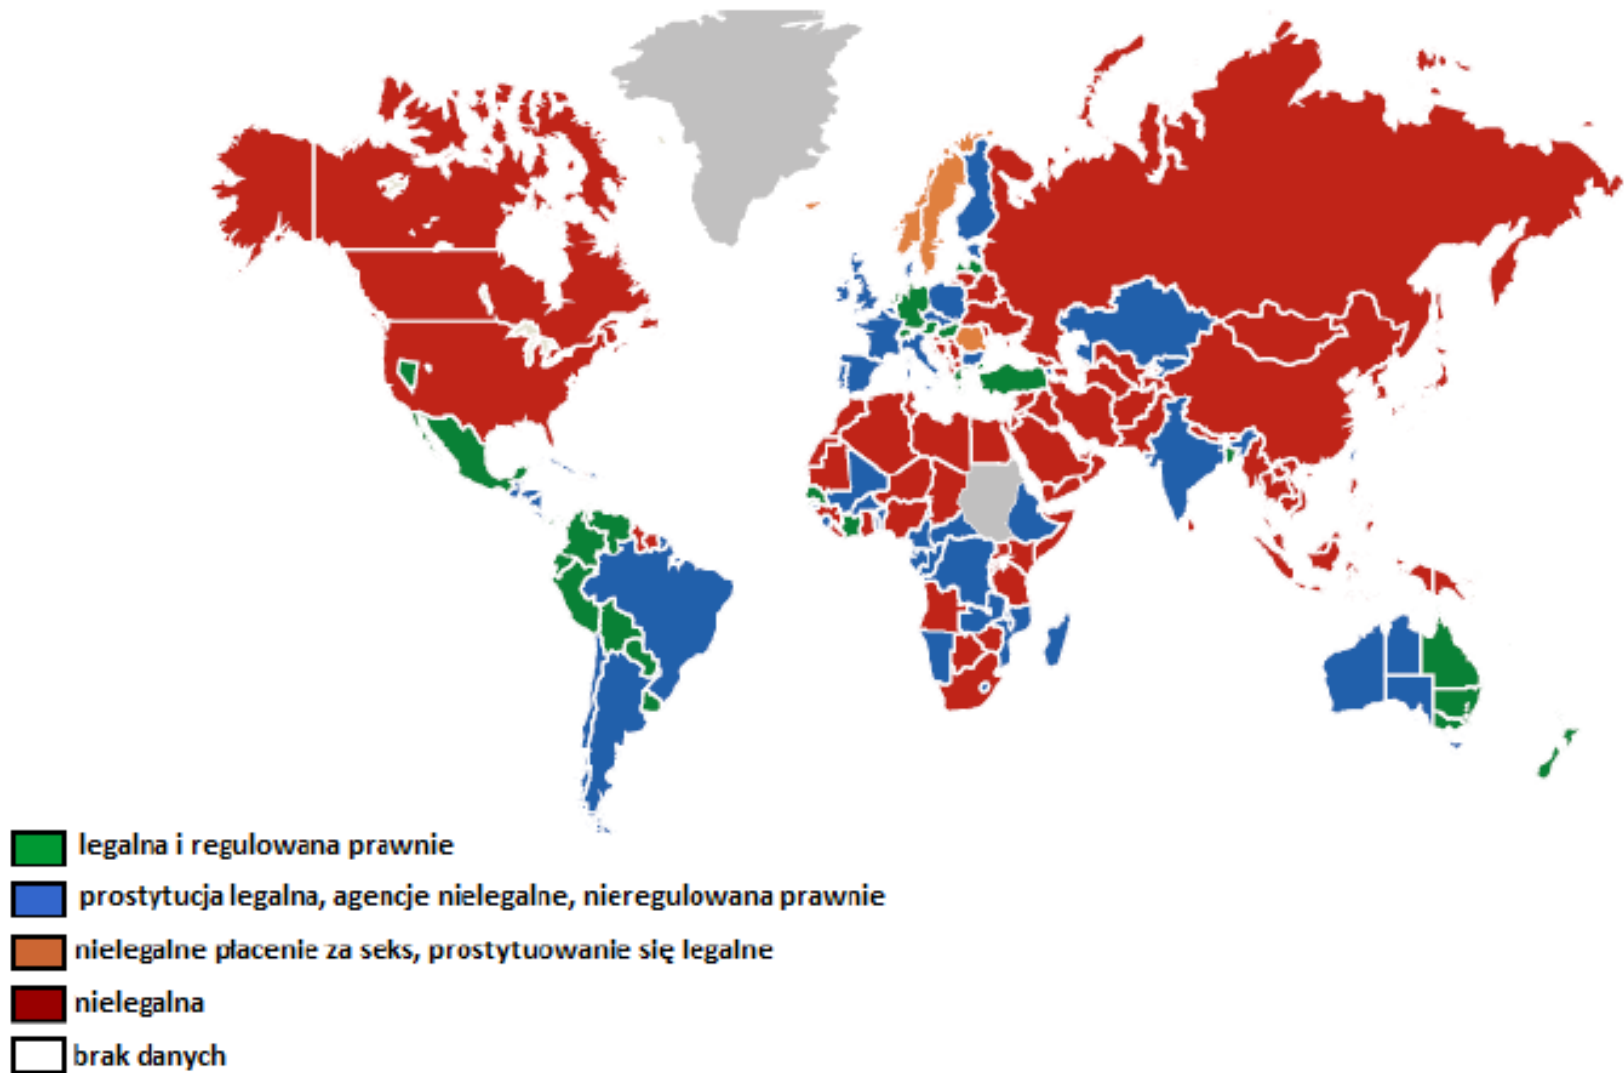 legalna i regulowana prawnie
prostytucja legalna, agencje nielegalne, nieregulowana prawnie
nielegalne płacenie za seks, prostytuowanie się legalne
nielegalna
brak danych